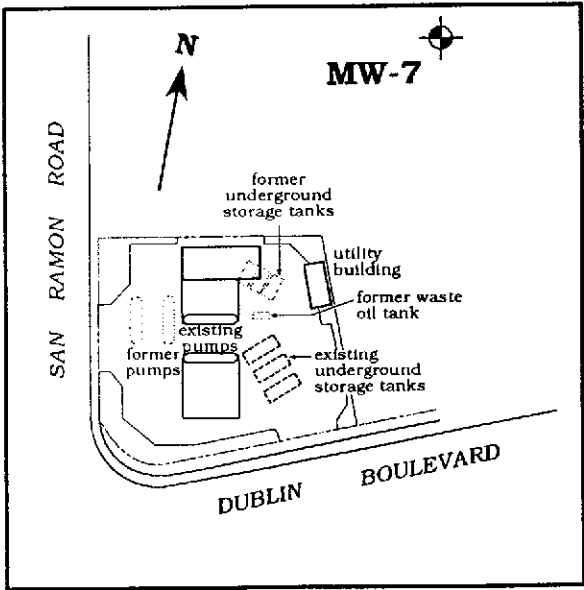 N
MW-7
SAN RAMON ROAD
former
underground
storage tanks
utility
building
former waste
oil tank
existing
pumps
former
pumps
existing
underground
storage tanks
DUBLIN BOULEVARD